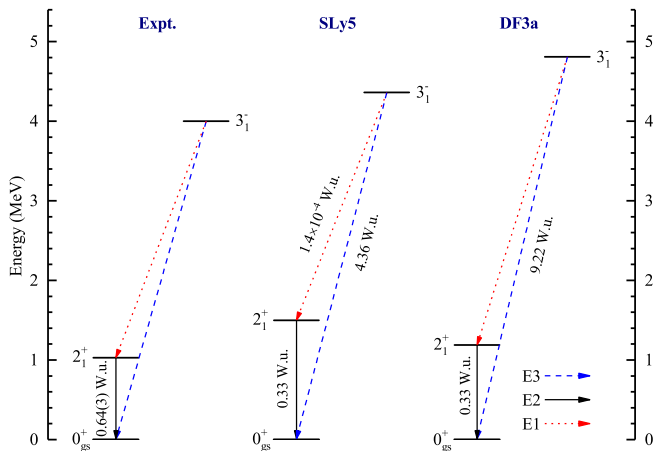 Expt. SLy5 DF3a
5 5
4 4
3 3
2 2
1 1
0 0
Energy (MeV)
3₁⁻
2₁⁺
0⁺gs
0.64(3) W.u.
3₁⁻
2₁⁺
0⁺gs
1.4×10⁻⁴ W.u.
4.36 W.u.
0.33 W.u.
3₁⁻
2₁⁺
0⁺gs
9.22 W.u.
0.33 W.u.
E3
E2
E1